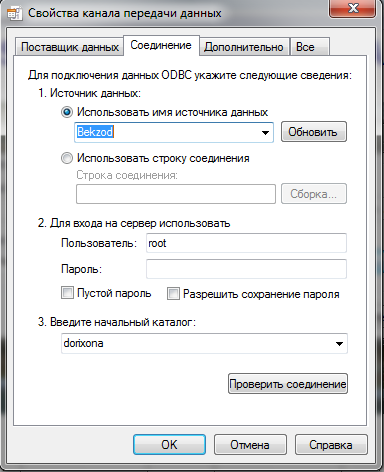 Свойства канала передачи данных
Поставщик данных Соединение Дополнительно Все
Для подключения данных ODBC укажите следующие сведения:
1. Источник данных:
Использовать имя источника данных
Bekzod Обновить
Использовать строку соединения
Строка соединения:
Сборка...
2. Для входа на сервер использовать
Пользователь: root
Пароль:
Пустой пароль Разрешить сохранение пароля
3. Введите начальный каталог:
dorixona
Проверить соединение
OK Отмена Справка